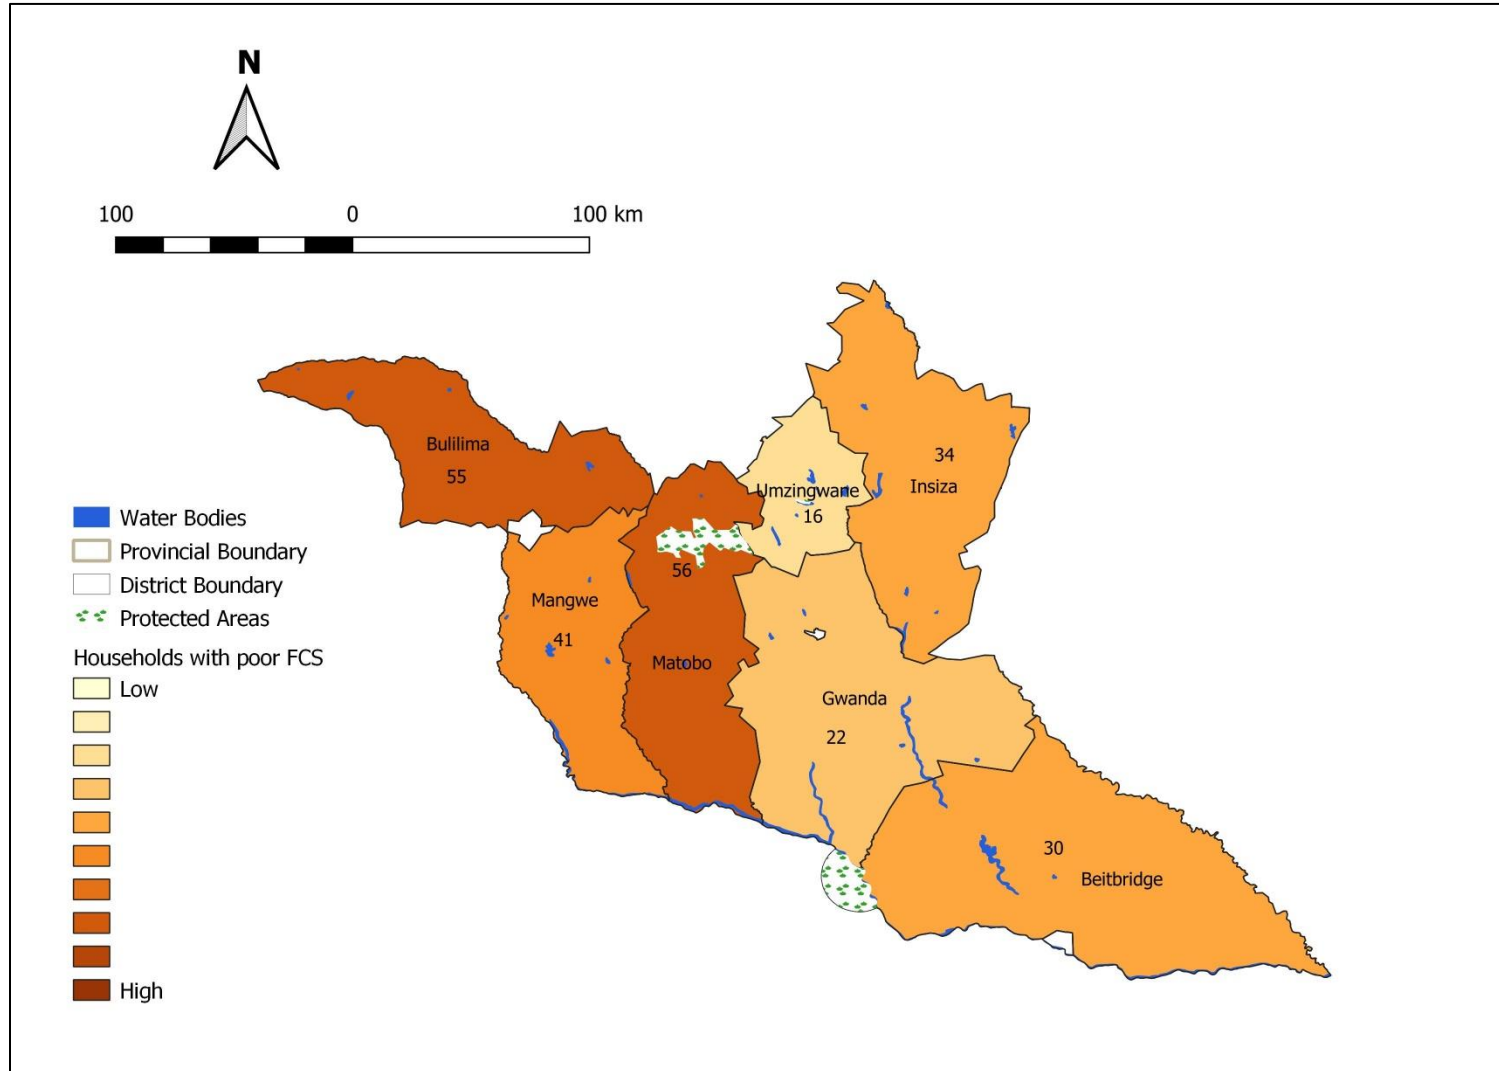 N
100 0 100 km
Bulilima
55
34
Insiza
Umzingwane
16
56
Mangwe
41
Matobo
Gwanda
22
30
Beitbridge
Water Bodies
Provincial Boundary
District Boundary
Protected Areas
Households with poor FCS
Low
High